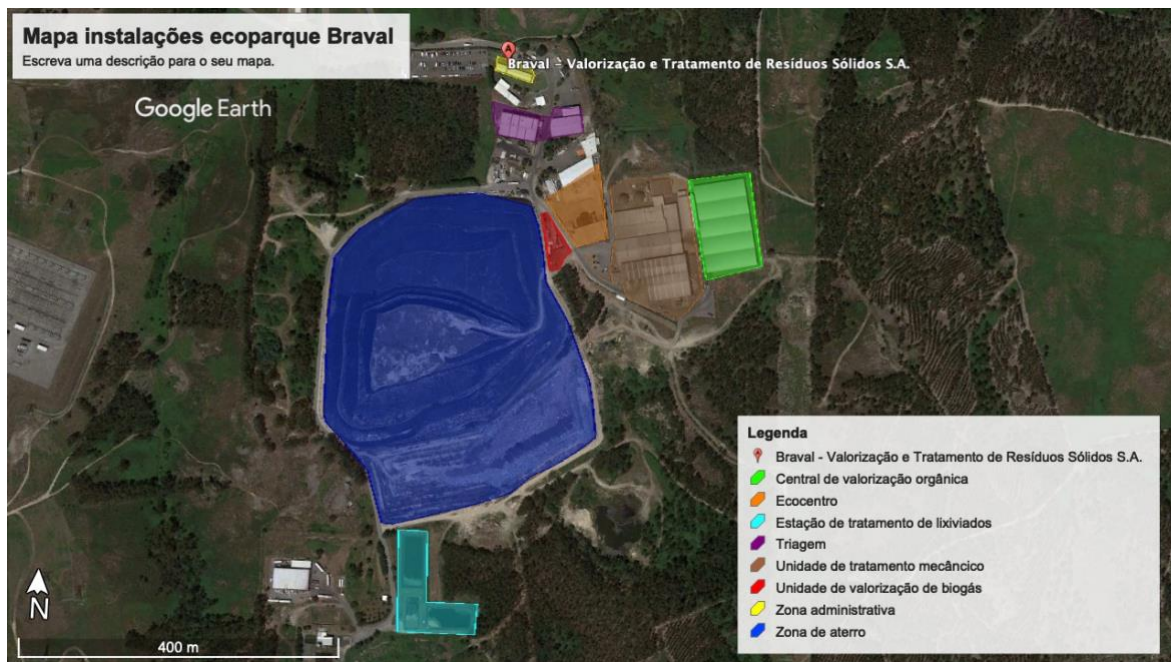 Mapa instalações ecoparque Braval
Escreva uma descrição para o seu mapa.
A
Braval - Valorização e Tratamento de Resíduos Sólidos S.A.
Google Earth
Legenda
Braval - Valorização e Tratamento de Resíduos Sólidos S.A.
Central de valorização orgânica
Ecocentro
Estação de tratamento de lixiviados
Triagem
Unidade de tratamento mecâncico
Unidade de valorização de biogás
Zona administrativa
Zona de aterro
N
400 m